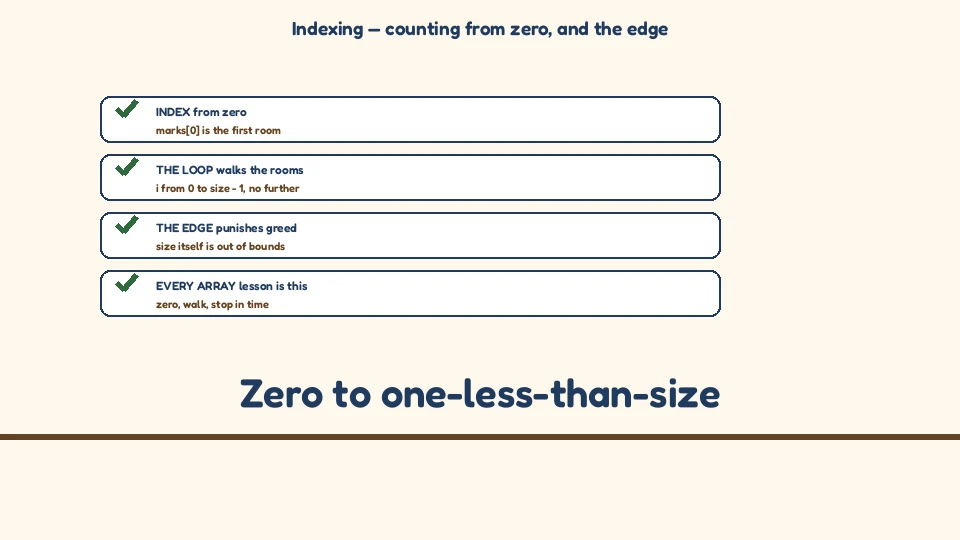 Indexing — counting from zero, and the edge
INDEX from zero
marks[0] is the first room
THE LOOP walks the rooms
i from 0 to size - 1, no further
THE EDGE punishes greed
size itself is out of bounds
EVERY ARRAY lesson is this
zero, walk, stop in time
Zero to one-less-than-size